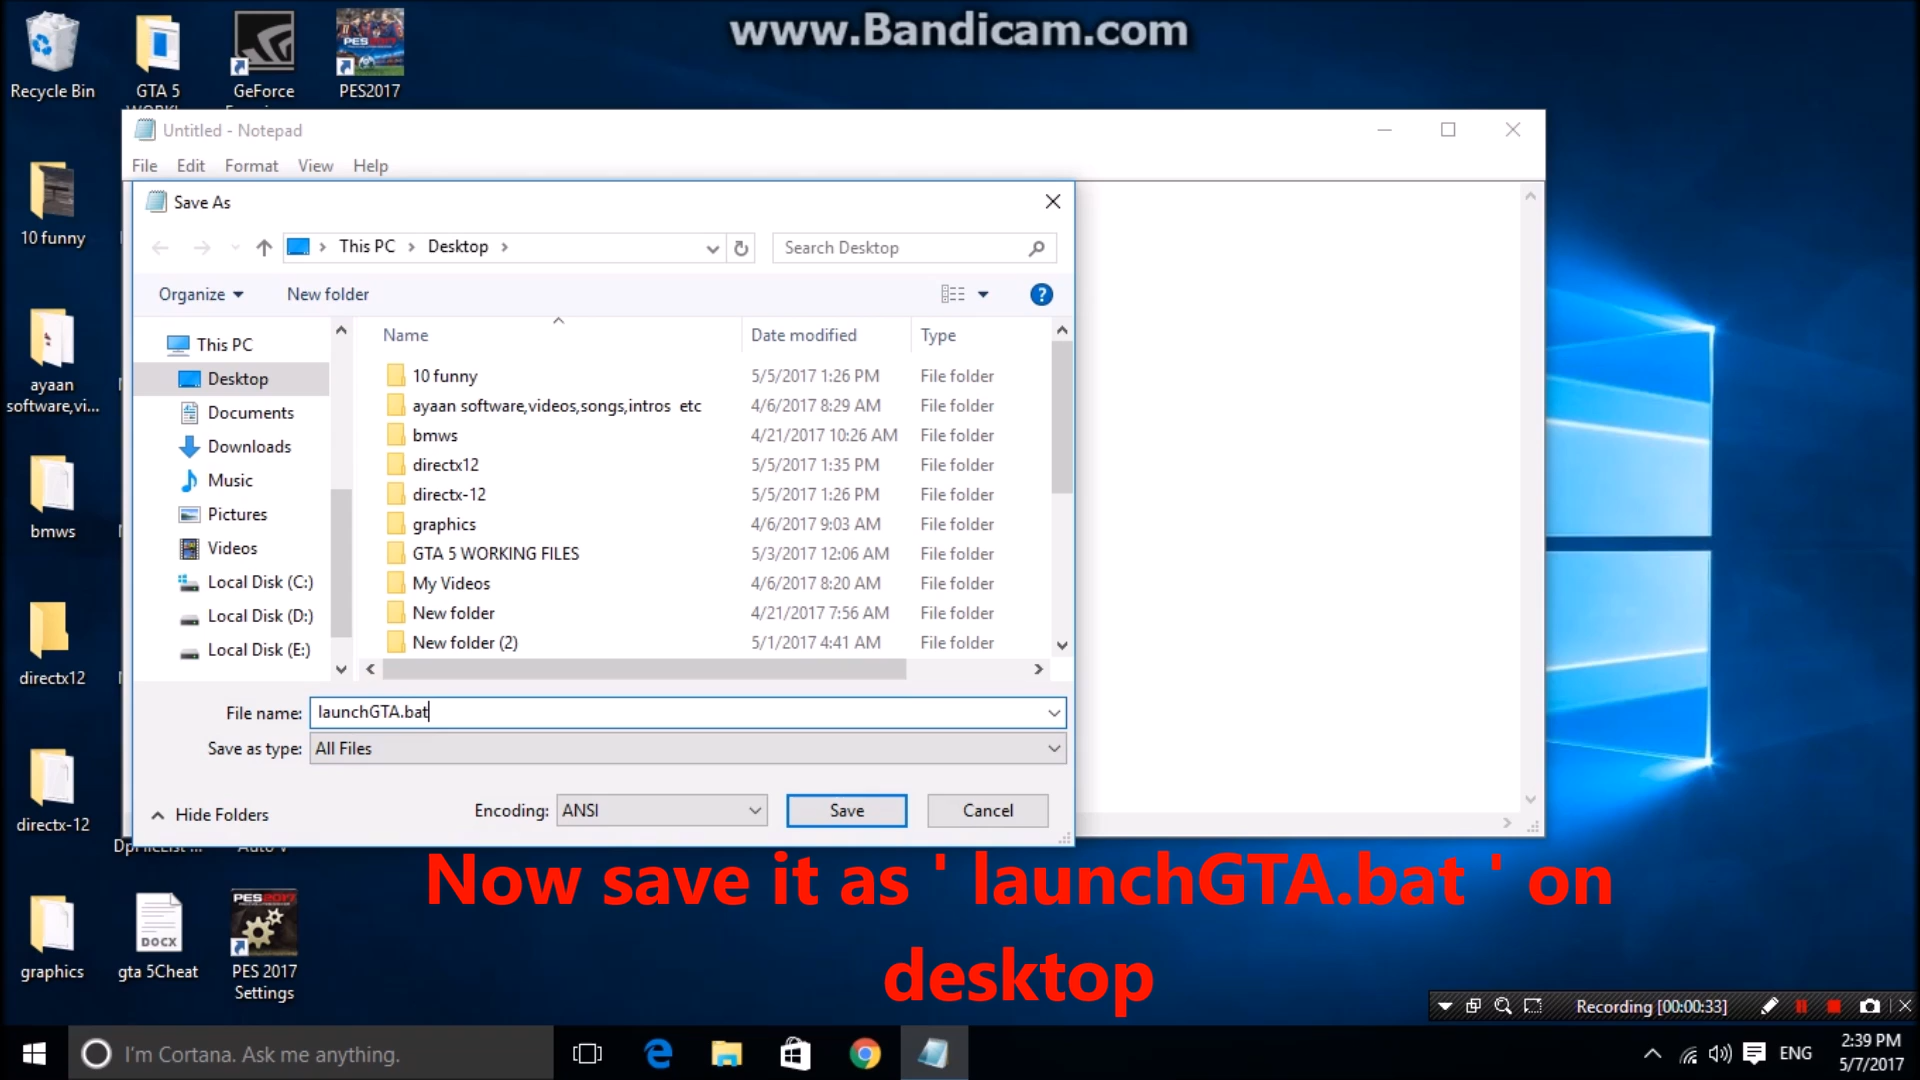 www.Bandicam.com
Recycle Bin
GTA 5
GeForce
PES2017
Untitled - Notepad
File Edit Format View Help
Save As
This PC > Desktop >
Search Desktop
Organize
New folder
Name
Date modified
Type
This PC
Desktop
Documents
Downloads
Music
Pictures
Videos
Local Disk (C:)
Local Disk (D:)
Local Disk (E:)
10 funny 5/5/2017 1:26 PM File folder
ayaan software,videos,songs,intros etc 4/6/2017 8:29 AM File folder
bmws 4/21/2017 10:26 AM File folder
directx12 5/5/2017 1:35 PM File folder
directx-12 5/5/2017 1:26 PM File folder
graphics 4/6/2017 9:03 AM File folder
GTA 5 WORKING FILES 5/3/2017 12:06 AM File folder
My Videos 4/6/2017 8:20 AM File folder
New folder 4/21/2017 7:56 AM File folder
New folder (2) 5/1/2017 4:41 AM File folder
File name: launchGTA.bat
Save as type: All Files
Hide Folders
Encoding: ANSI
Save
Cancel
10 funny
ayaan
software,vi...
bmws
directx12
directx-12
graphics
DOCX
gta 5Cheat
PES 2017
PES 2017
Settings
Now save it as ' launchGTA.bat ' on
desktop
Recording [00:00:33]
I'm Cortana. Ask me anything.
ENG
2:39 PM
5/7/2017